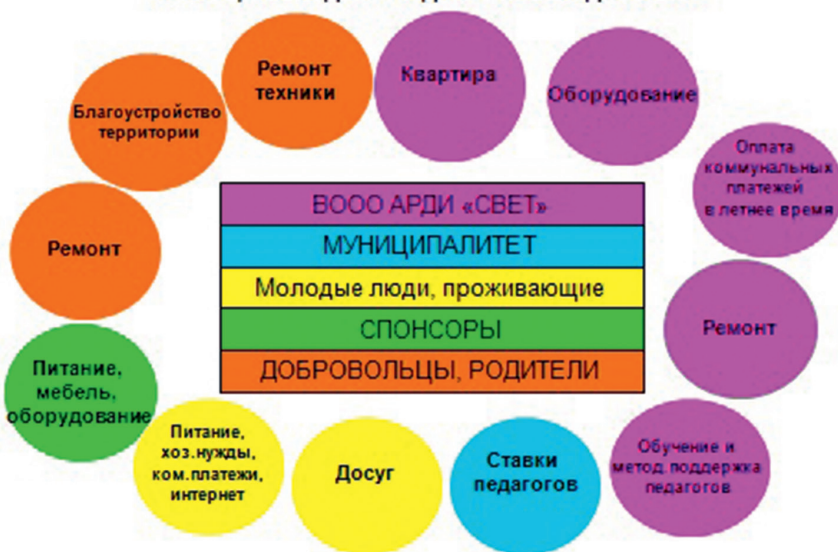 Ремонт
техники
Квартира
Оборудование
Благоустройство
территории
Оплата
коммунальных
платежей
в летнее время
Ремонт
ВООО АРДИ «СВЕТ»
МУНИЦИПАЛИТЕТ
Молодые люди, проживающие
СПОНСОРЫ
ДОБРОВОЛЬЦЫ, РОДИТЕЛИ
Ремонт
Питание,
мебель,
оборудование
Питание,
хоз.нужды,
ком.платежи,
интернет
Досуг
Ставки
педагогов
Обучение и
метод.поддержка
педагогов